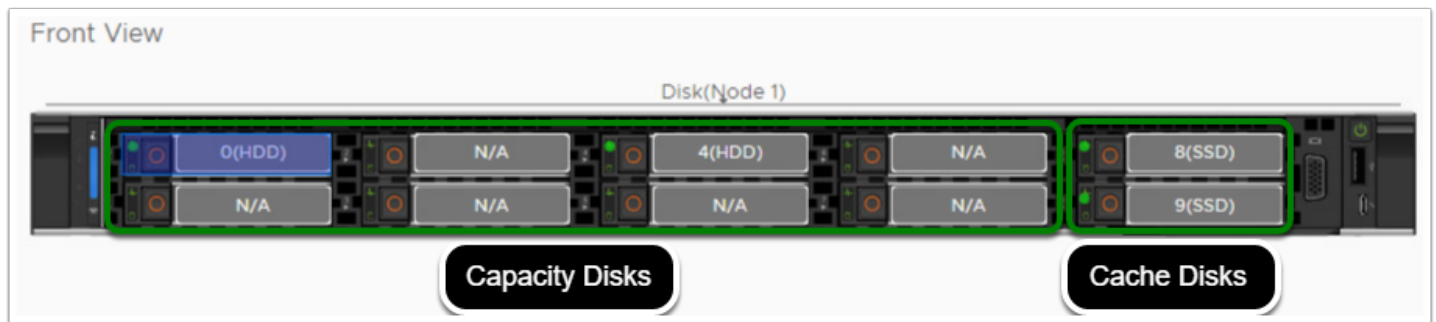 Front View
Disk(Node 1)
0(HDD) N/A 4(HDD) N/A 8(SSD)
N/A N/A N/A N/A 9(SSD)
Capacity Disks Cache Disks